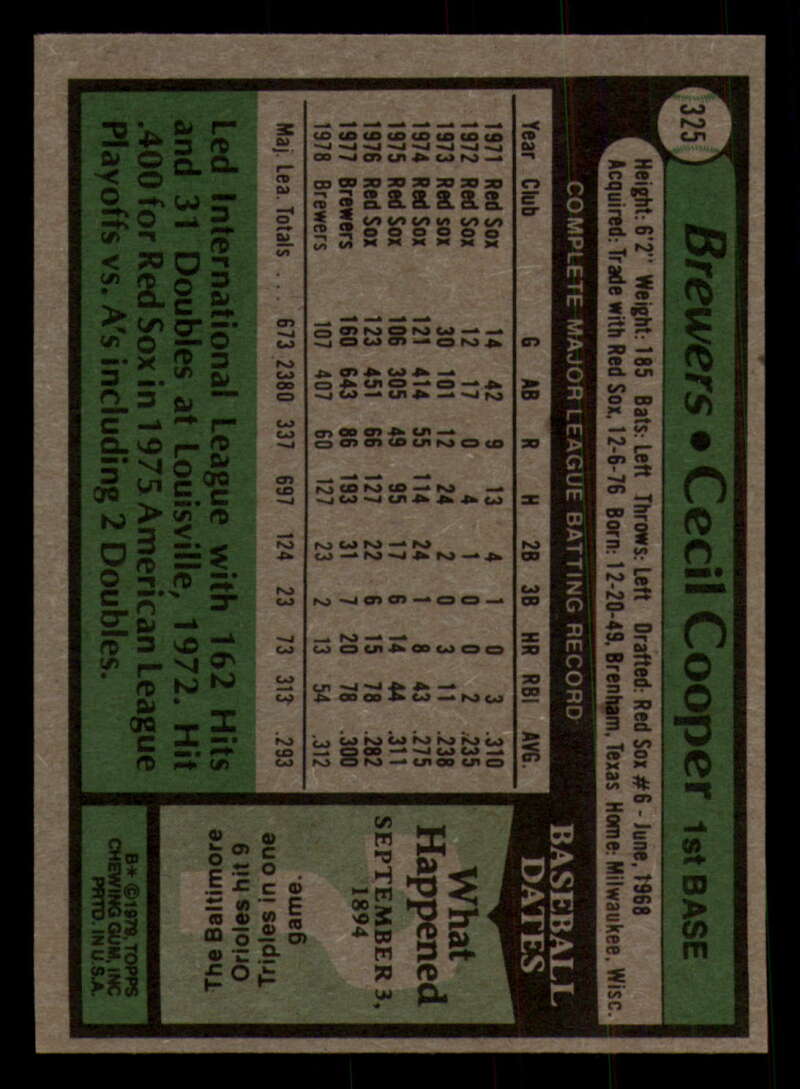 325
Brewers • Cecil Cooper 1st BASE
Height: 6'2" Weight: 185 Bats: Left Throws: Left Drafted: Red Sox #6 - June, 1968
Acquired: Trade with Red Sox, 12-6-76 Born: 12-20-49, Brenham, Texas Home: Milwaukee, Wisc.
COMPLETE MAJOR LEAGUE BATTING RECORD
Year Club G AB R H 2B 3B HR RBI AVG.
1971 Red Sox 14 42 9 13 4 1 0 3 .310
1972 Red Sox 12 17 0 4 1 0 0 2 .235
1973 Red sox 30 101 12 24 2 0 3 11 .238
1974 Red Sox 121 414 55 114 24 1 8 43 .275
1975 Red Sox 106 305 49 95 17 6 14 44 .311
1976 Red Sox 123 451 66 127 22 6 15 78 .282
1977 Brewers 160 643 86 193 31 7 20 78 .300
1978 Brewers 107 407 60 127 23 2 13 54 .312
Maj. Lea. Totals . . . 673 2380 337 697 124 23 73 313 .293
Led International League with 162 Hits
and 31 Doubles at Louisville, 1972. Hit
.400 for Red Sox in 1975 American League
Playoffs vs. A's including 2 Doubles.
BASEBALL
DATES
What
Happened
SEPTEMBER 3,
1894
The Baltimore
Orioles hit 9
Triples in one
game.
B* ©1979 TOPPS
CHEWING GUM, INC
PRTD. IN U.S.A.